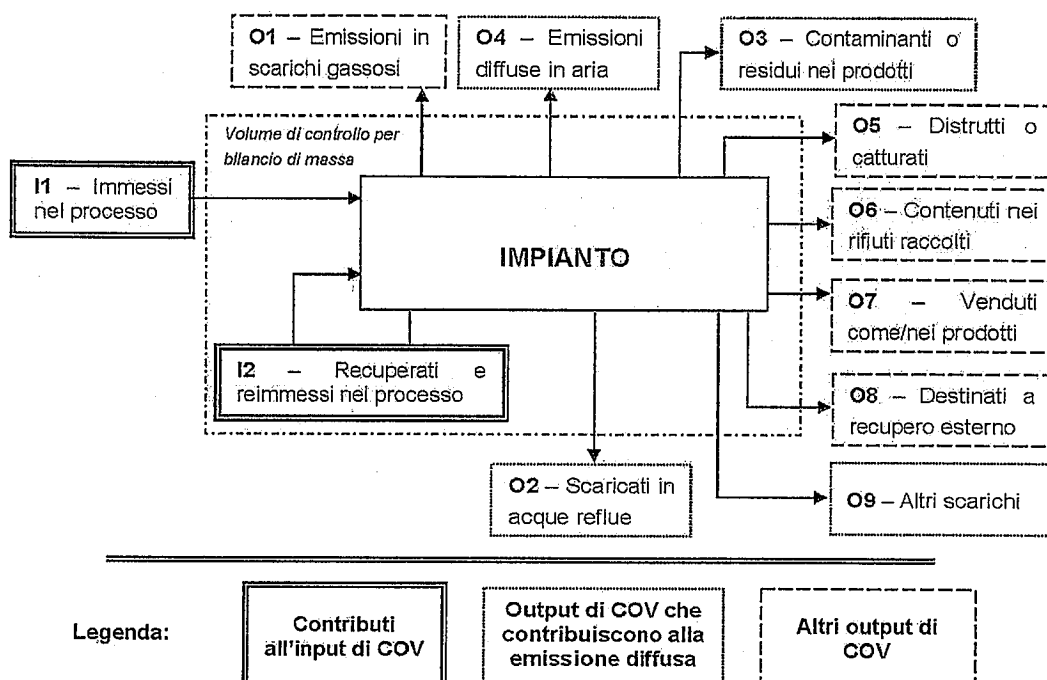 O1 – Emissioni in
scarichi gassosi
O4 – Emissioni
diffuse in aria
O3 – Contaminanti o
residui nei prodotti
Volume di controllo per
bilancio di massa
O5 – Distrutti o
catturati
I1 – Immessi
nel processo
O6 – Contenuti nei
rifiuti raccolti
IMPIANTO
O7 – Venduti
come/nei prodotti
I2 – Recuperati e
reimmessi nel processo
O8 – Destinati a
recupero esterno
O2 – Scaricati in
acque reflue
O9 – Altri scarichi
Legenda:
Contributi
all'input di COV
Output di COV che
contribuiscono alla
emissione diffusa
Altri output di
COV